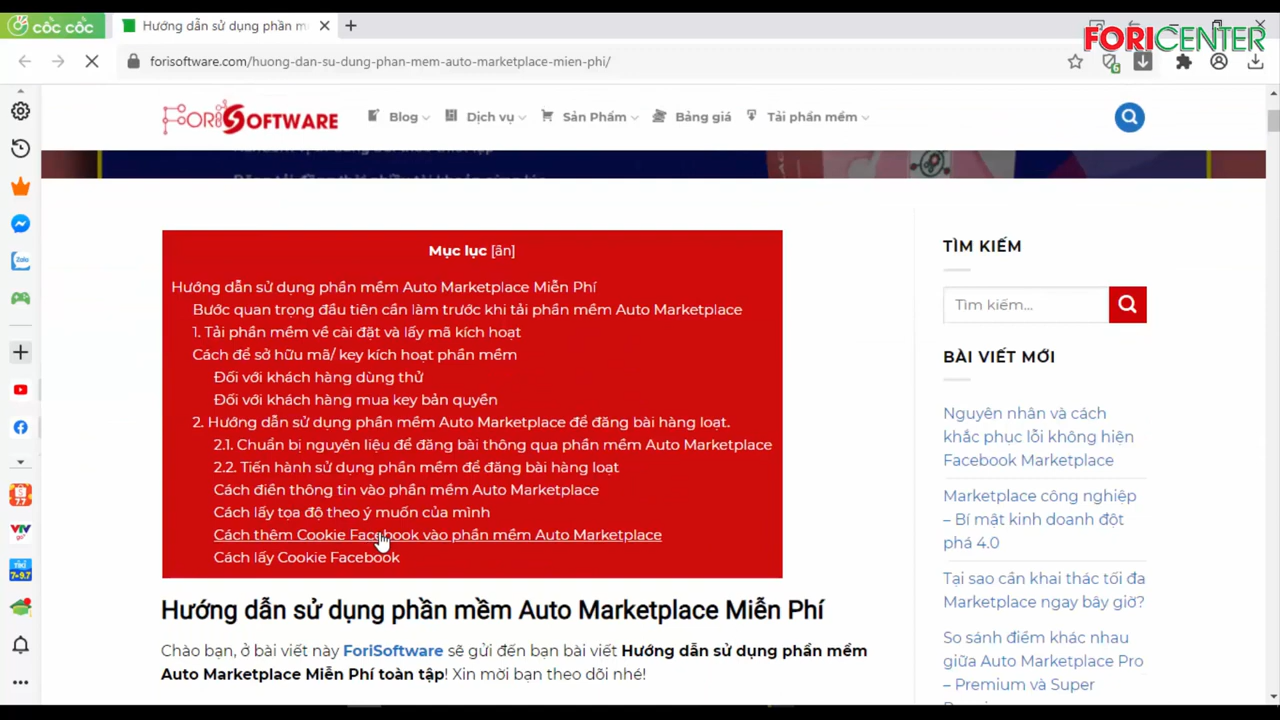 cốc cốc
Hướng dẫn sử dụng phần m
FORICENTER
forisoftware.com/huong-dan-su-dung-phan-mem-auto-marketplace-mien-phi/
FORISOFTWARE
Blog
Dịch vụ
Sản Phẩm
Bảng giá
Tải phần mềm
Mục lục [ẩn]
Hướng dẫn sử dụng phần mềm Auto Marketplace Miễn Phí
Bước quan trọng đầu tiên cần làm trước khi tải phần mềm Auto Marketplace
1. Tải phần mềm về cài đặt và lấy mã kích hoạt
Cách để sở hữu mã/ key kích hoạt phần mềm
Đối với khách hàng dùng thử
Đối với khách hàng mua key bản quyền
2. Hướng dẫn sử dụng phần mềm Auto Marketplace để đăng bài hàng loạt.
2.1. Chuẩn bị nguyên liệu để đăng bài thông qua phần mềm Auto Marketplace
2.2. Tiến hành sử dụng phần mềm để đăng bài hàng loạt
Cách điền thông tin vào phần mềm Auto Marketplace
Cách lấy tọa độ theo ý muốn của mình
Cách thêm Cookie Facebook vào phần mềm Auto Marketplace
Cách lấy Cookie Facebook
Hướng dẫn sử dụng phần mềm Auto Marketplace Miễn Phí
Chào bạn, ở bài viết này ForiSoftware sẽ gửi đến bạn bài viết Hướng dẫn sử dụng phần mềm
Auto Marketplace Miễn Phí toàn tập! Xin mời bạn theo dõi nhé!
TÌM KIẾM
Tìm kiếm...
BÀI VIẾT MỚI
Nguyên nhân và cách
khắc phục lỗi không hiện
Facebook Marketplace
Marketplace công nghiệp
– Bí mật kinh doanh đột
phá 4.0
Tại sao cần khai thác tối đa
Marketplace ngay bây giờ?
So sánh điểm khác nhau
giữa Auto Marketplace Pro
– Premium và Super
Zalo
7.7
VTV
go
TIKI
7-9.7